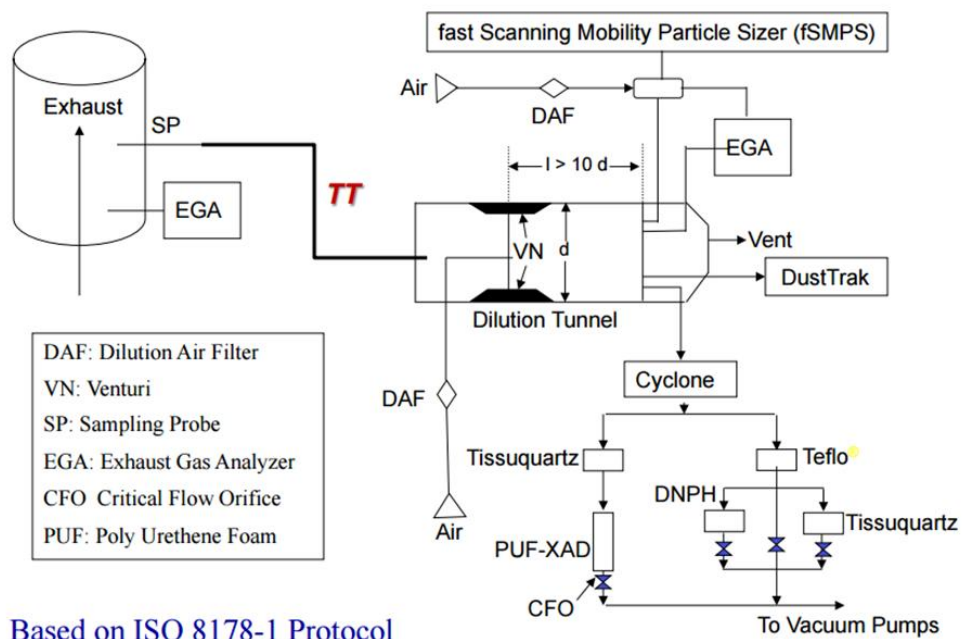 fast Scanning Mobility Particle Sizer (fSMPS)
Air
DAF
Exhaust
SP
EGA
l > 10 d
TT
EGA
VN
d
Vent
DustTrak
Dilution Tunnel
DAF: Dilution Air Filter
VN: Venturi
SP: Sampling Probe
EGA: Exhaust Gas Analyzer
CFO Critical Flow Orifice
PUF: Poly Urethene Foam
DAF
Air
Cyclone
Tissuquartz
Teflo
DNPH
Tissuquartz
PUF-XAD
CFO
To Vacuum Pumps
Based on ISO 8178-1 Protocol